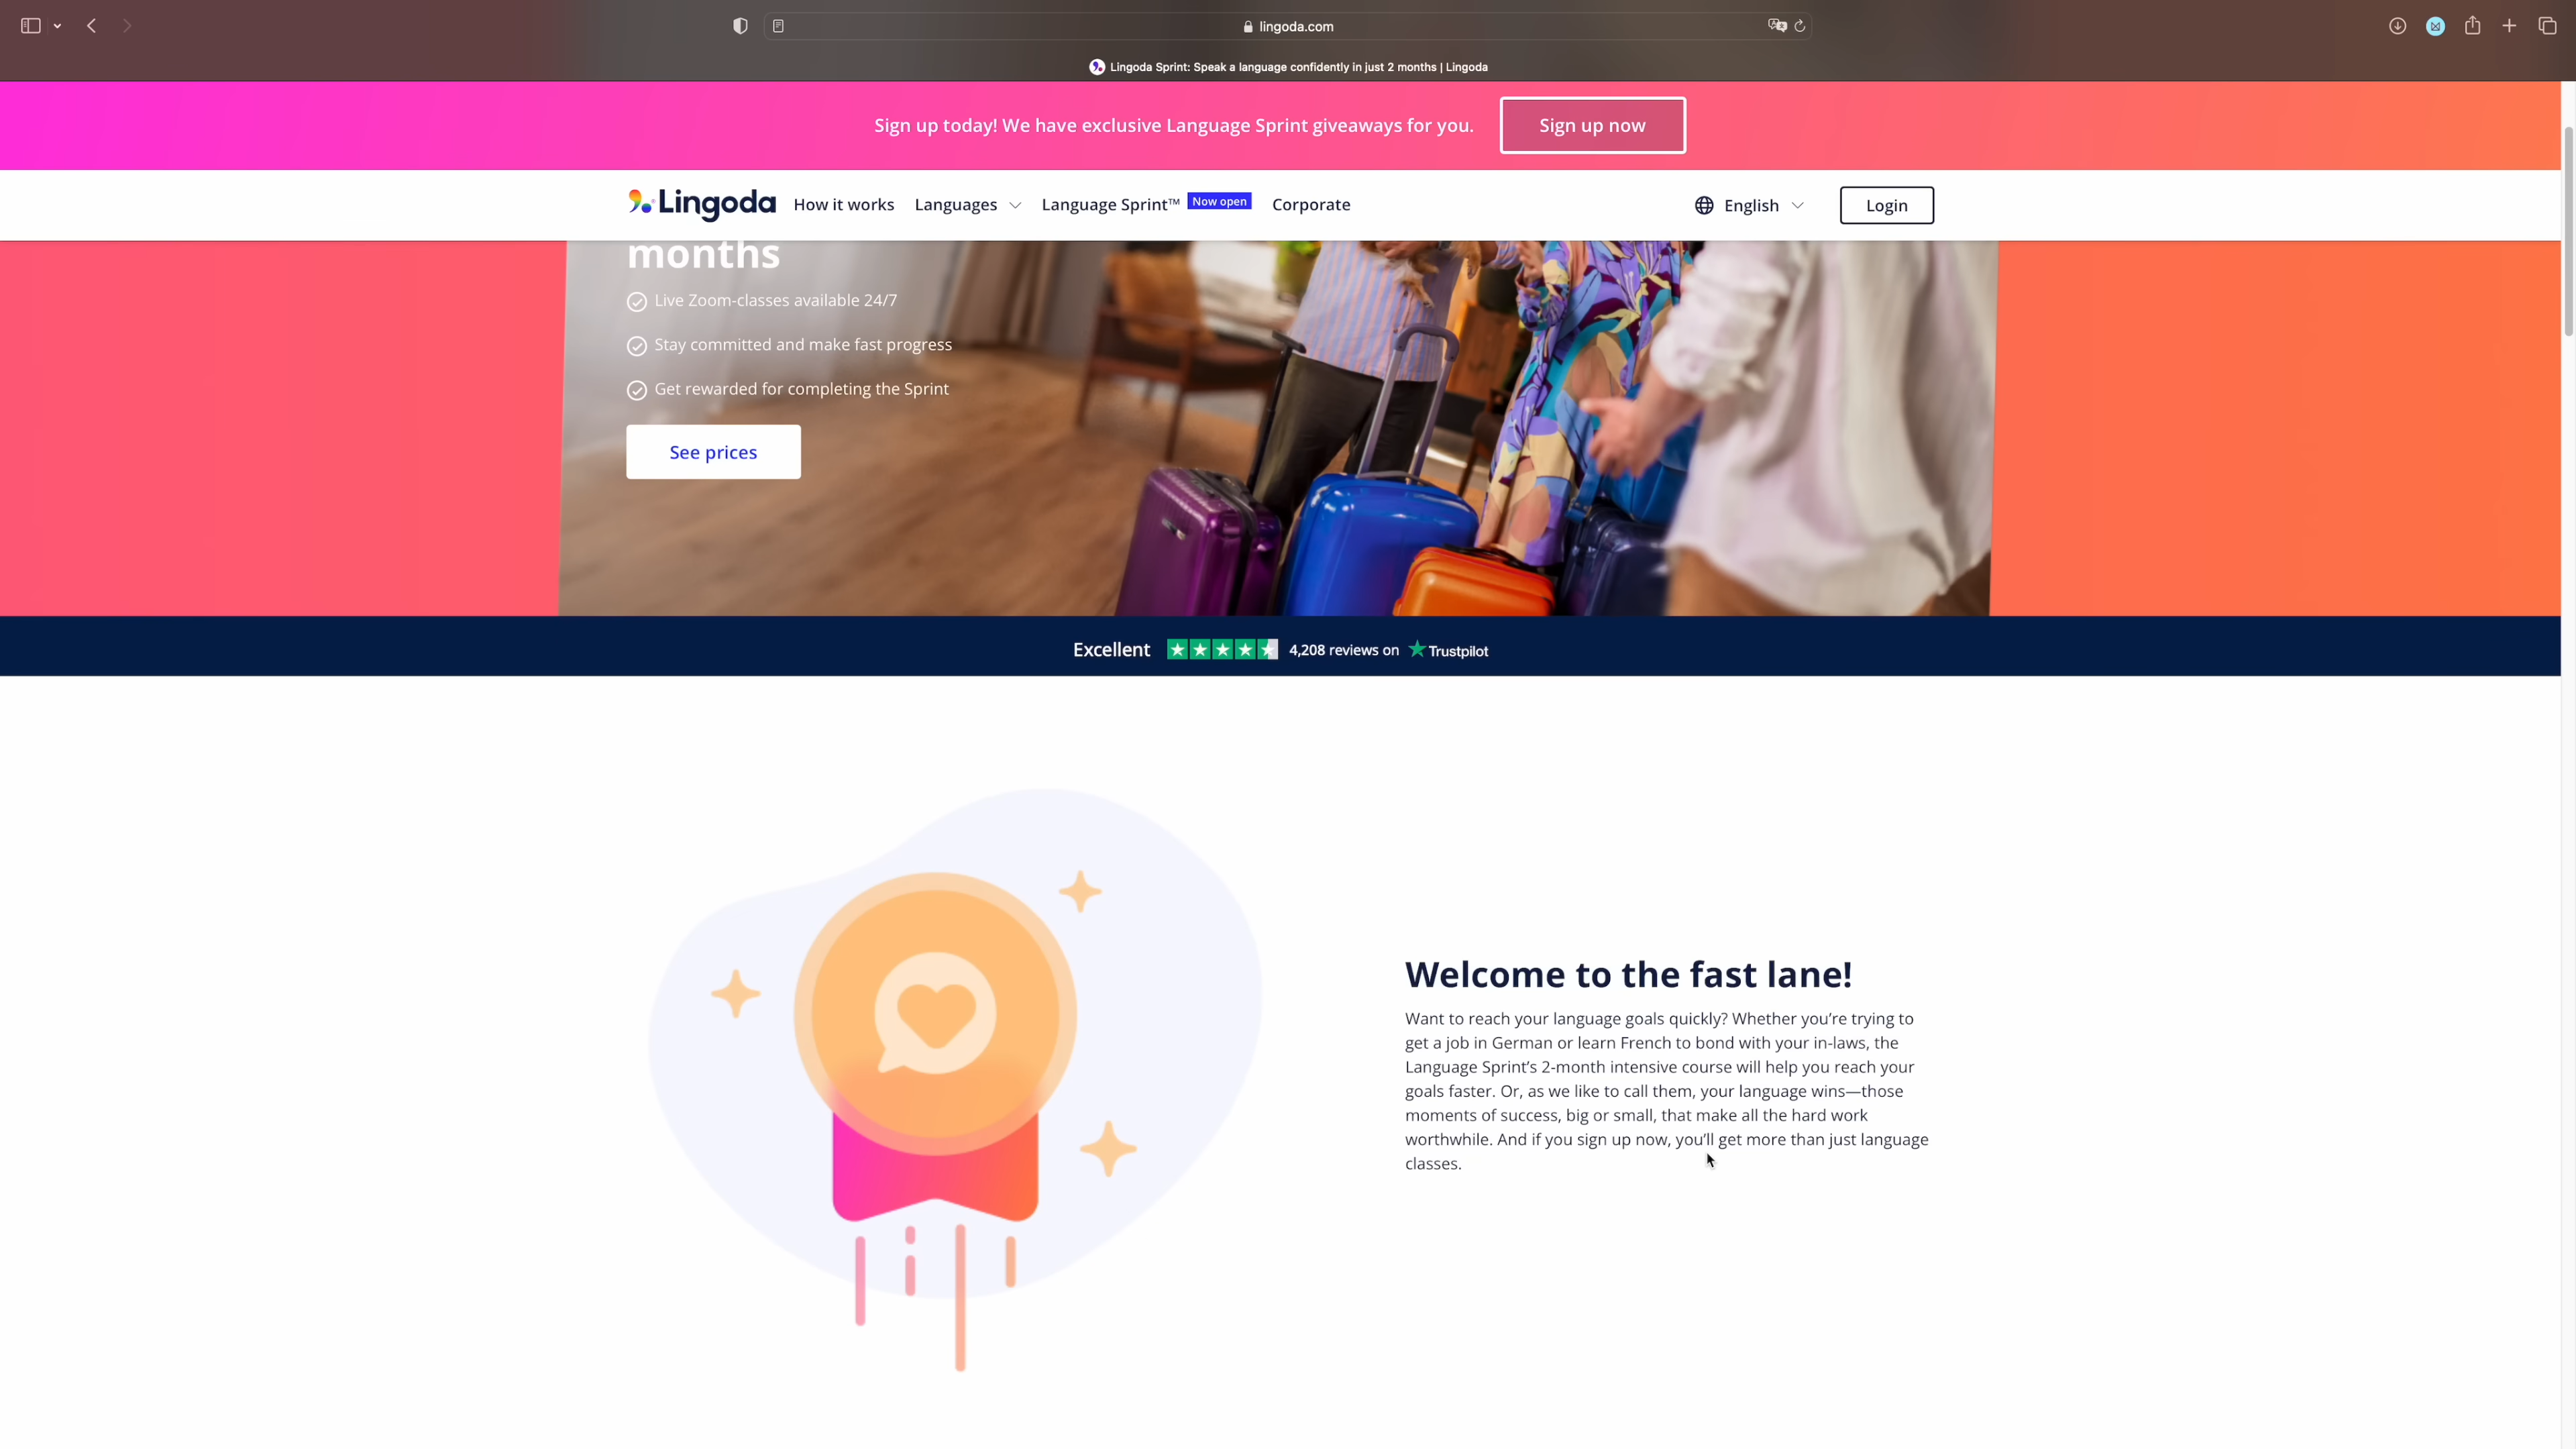 lingoda.com
Lingoda Sprint: Speak a language confidently in just 2 months | Lingoda
Sign up today! We have exclusive Language Sprint giveaways for you.
Sign up now
Lingoda
How it works
Languages
Language Sprint™
Now open
Corporate
English
Login
months
Live Zoom-classes available 24/7
Stay committed and make fast progress
Get rewarded for completing the Sprint
See prices
Excellent
4,208 reviews on
Trustpilot
Welcome to the fast lane!
Want to reach your language goals quickly? Whether you're trying to
get a job in German or learn French to bond with your in-laws, the
Language Sprint's 2-month intensive course will help you reach your
goals faster. Or, as we like to call them, your language wins—those
moments of success, big or small, that make all the hard work
worthwhile. And if you sign up now, you'll get more than just language
classes.